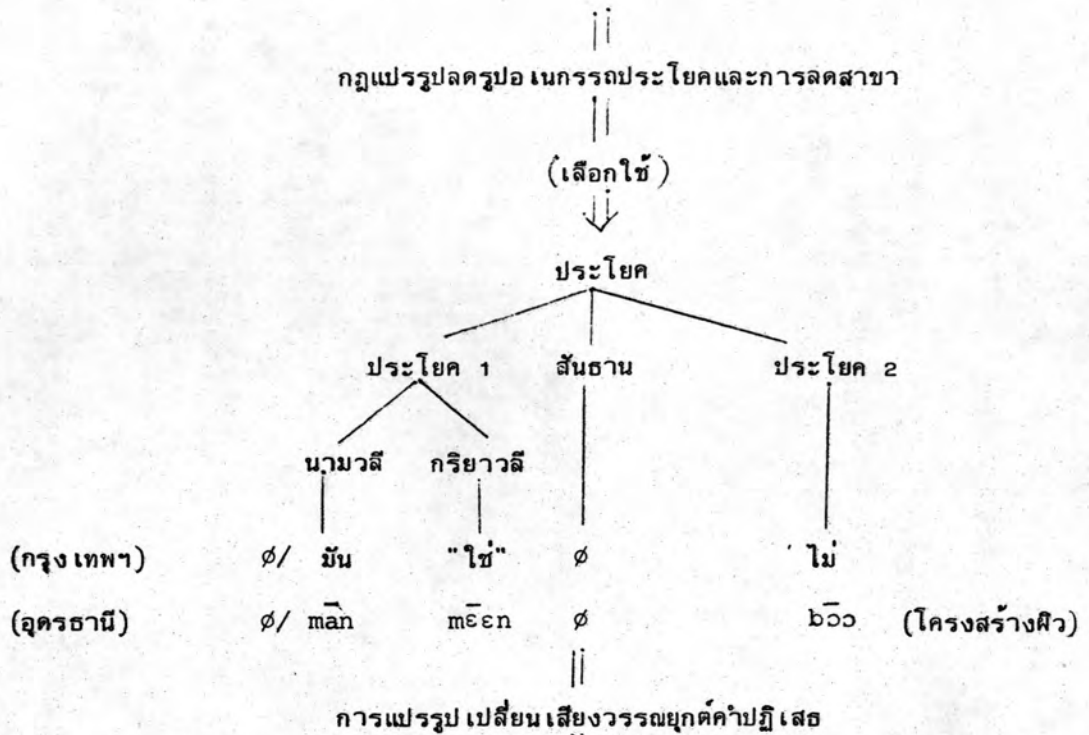 กฎแปรรูปลดรูปอเนกรรถประโยคและการลดสาขา
(เลือกใช้)
ประโยค
ประโยค 1 สันธาน ประโยค 2
นามวลี กริยาวลี
(กรุงเทพฯ) ø/ มัน "ใช่" ø ไม่
(อุดรธานี) ø/ mān mɛ̄ɛn ø bɔ̄ɔ (โครงสร้างผิว)
การแปรรูปเปลี่ยนเสียงวรรณยุกต์คำปฏิเสธ